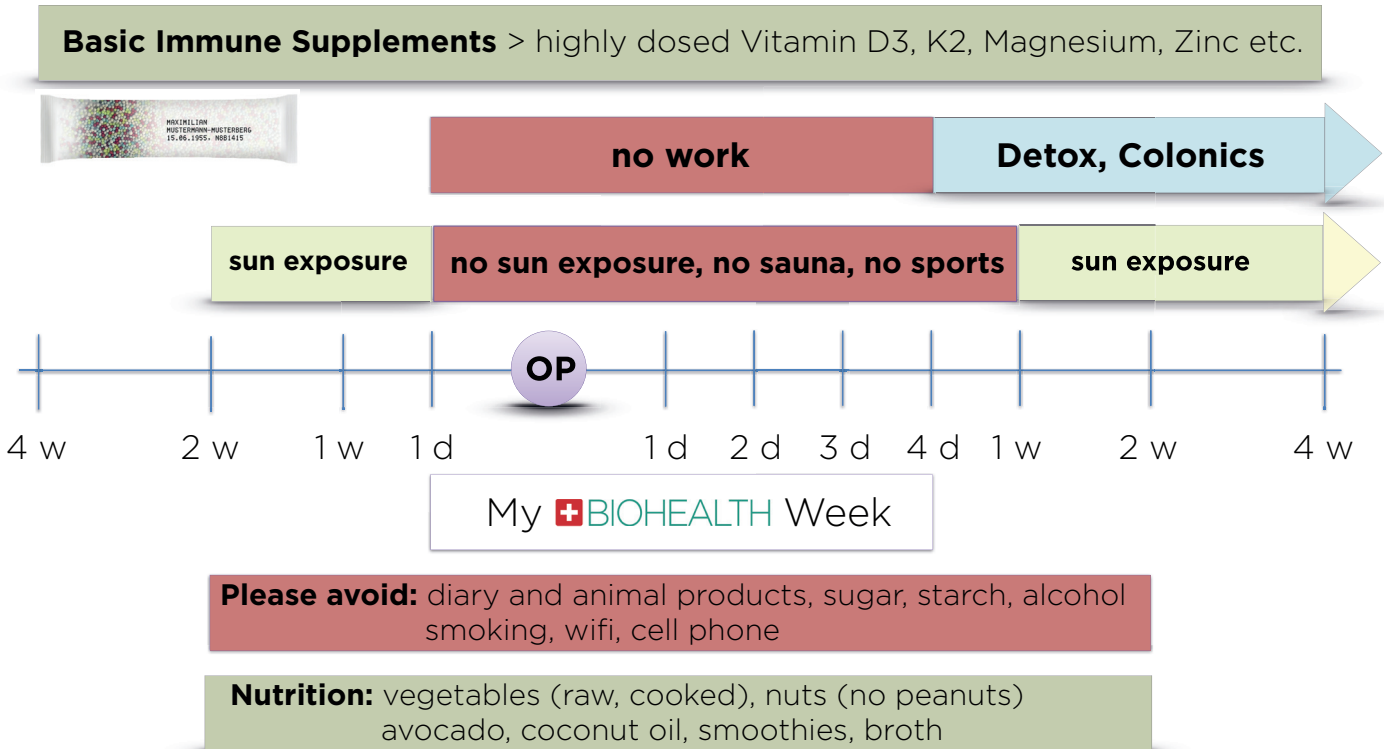 Basic Immune Supplements > highly dosed Vitamin D3, K2, Magnesium, Zinc etc.
MAXIMILIAN
MUSTERMANN-MUSTERBERG
15.06.1955. N8B1415
no work
Detox, Colonics
sun exposure
no sun exposure, no sauna, no sports
sun exposure
OP
4 w 2 w 1 w 1 d 1 d 2 d 3 d 4 d 1 w 2 w 4 w
My BIOHEALTH Week
Please avoid: diary and animal products, sugar, starch, alcohol
smoking, wifi, cell phone
Nutrition: vegetables (raw, cooked), nuts (no peanuts)
avocado, coconut oil, smoothies, broth